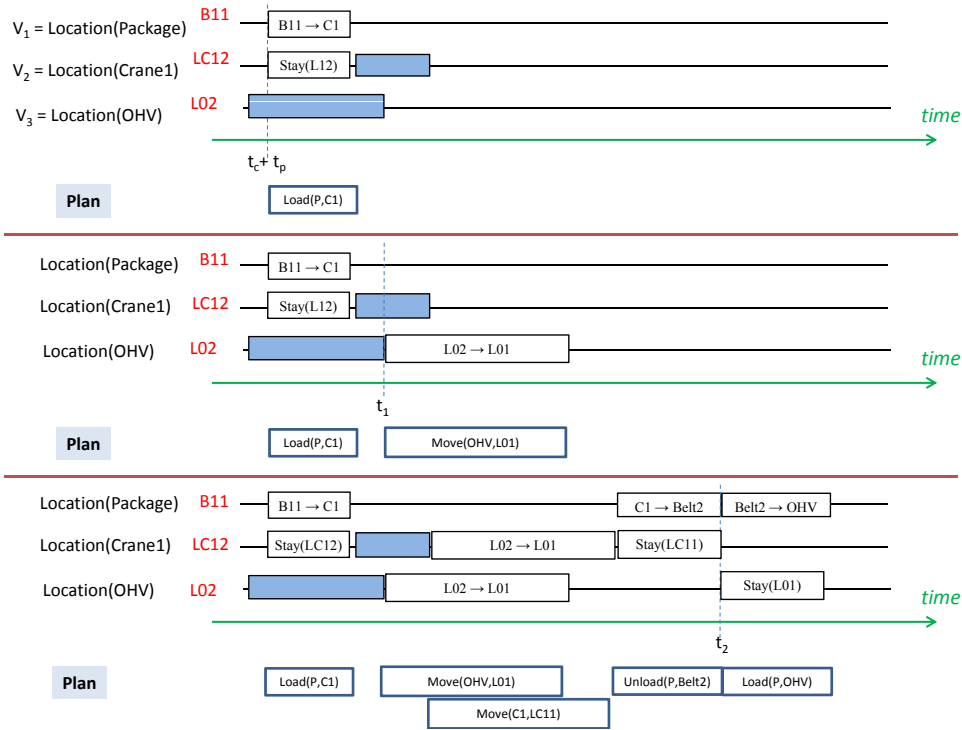 V1 = Location(Package) B11 B11 → C1
V2 = Location(Crane1) LC12 Stay(L12)
V3 = Location(OHV) L02
time
tc+ tp
Plan Load(P,C1)
Location(Package) B11 B11 → C1
Location(Crane1) LC12 Stay(L12)
Location(OHV) L02 L02 → L01
time
t1
Plan Load(P,C1) Move(OHV,L01)
Location(Package) B11 B11 → C1 C1 → Belt2 Belt2 → OHV
Location(Crane1) LC12 Stay(LC12) L02 → L01 Stay(LC11)
Location(OHV) L02 L02 → L01 Stay(L01)
time
t2
Plan Load(P,C1) Move(OHV,L01) Unload(P,Belt2) Load(P,OHV)
Move(C1,LC11)